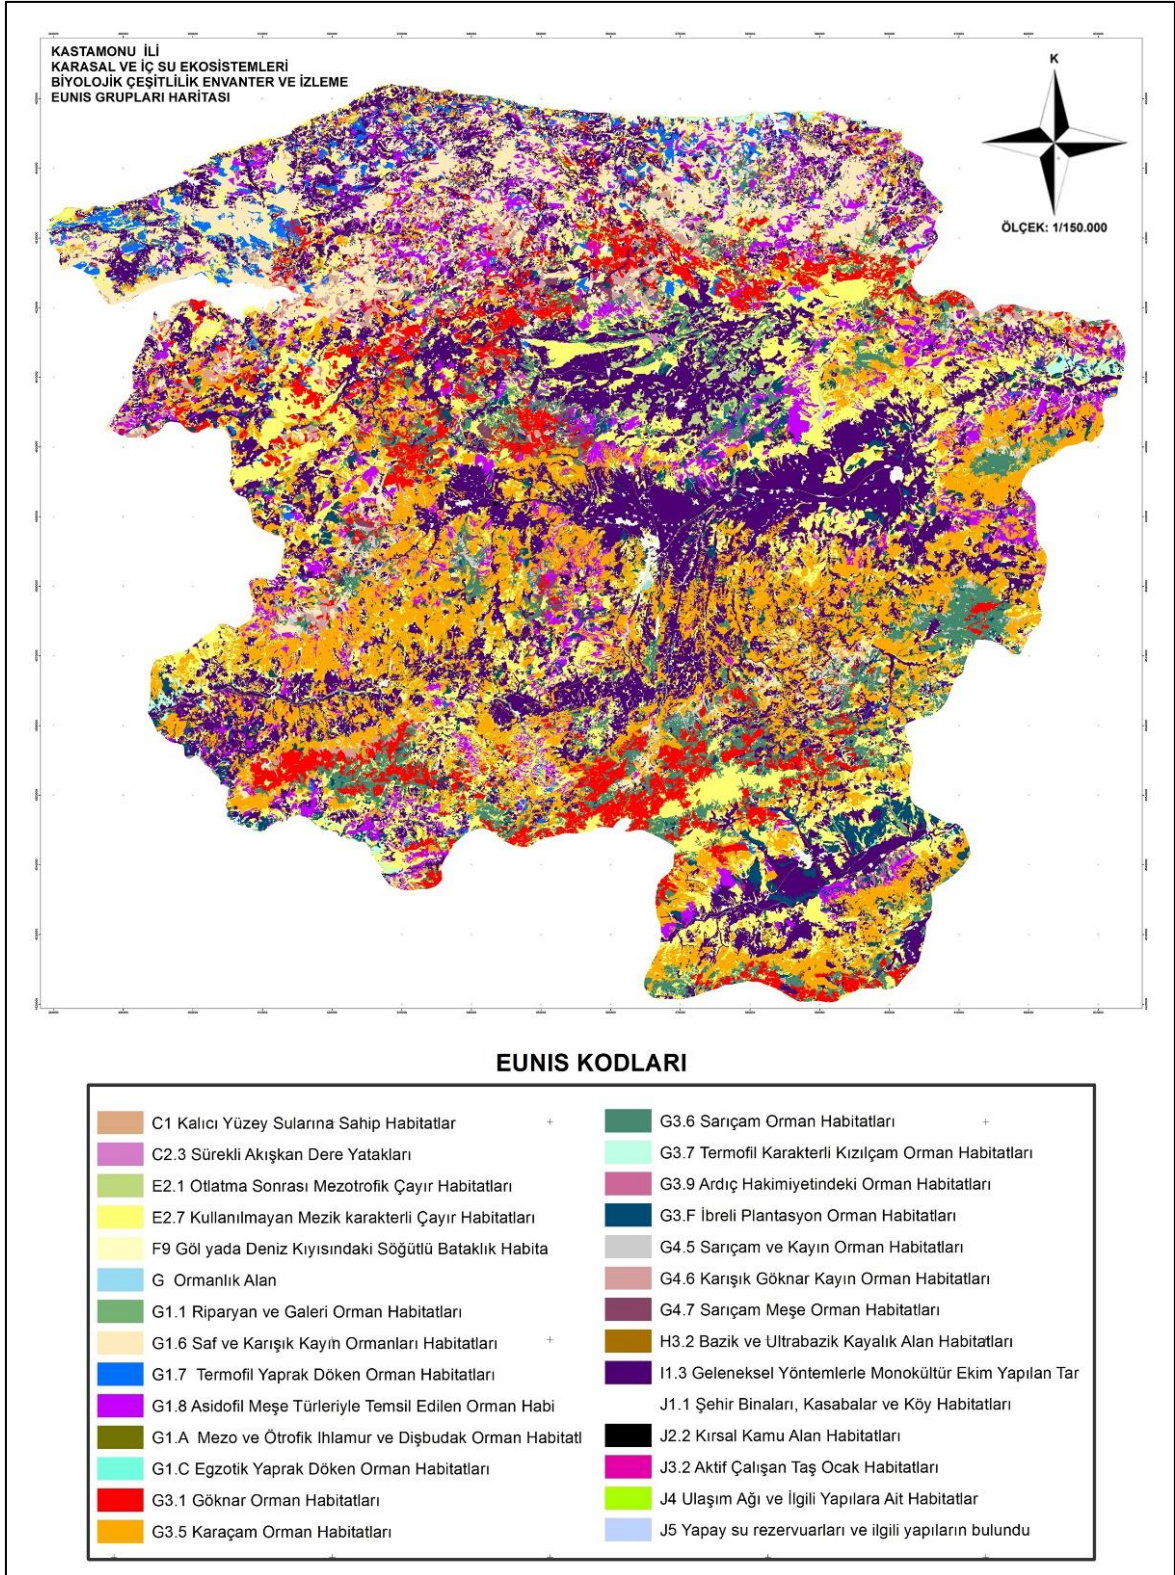 KASTAMONU İLİ
KARASAL VE İÇ SU EKOSİSTEMLERİ
BİYOLOJİK ÇEŞİTLİLİK ENVANTER VE İZLEME
EUNIS GRUPLARI HARİTASI
K
ÖLÇEK: 1/150.000
EUNIS KODLARI
C1 Kalıcı Yüzey Sularına Sahip Habitatlar
C2.3 Sürekli Akışkan Dere Yatakları
E2.1 Otlatma Sonrası Mezotrofik Çayır Habitatları
E2.7 Kullanılmayan Mezik karakterli Çayır Habitatları
F9 Göl yada Deniz Kıyısındaki Söğütlü Bataklık Habita
G Ormanlık Alan
G1.1 Riparyan ve Galeri Orman Habitatları
G1.6 Saf ve Karışık Kayın Ormanları Habitatları
G1.7 Termofil Yaprak Döken Orman Habitatları
G1.8 Asidofil Meşe Türleriyle Temsil Edilen Orman Habi
G1.A Mezo ve Ötrofik Ihlamur ve Dişbudak Orman Habitatl
G1.C Egzotik Yaprak Döken Orman Habitatları
G3.1 Göknar Orman Habitatları
G3.5 Karaçam Orman Habitatları
G3.6 Sarıçam Orman Habitatları
G3.7 Termofil Karakterli Kızılçam Orman Habitatları
G3.9 Ardıç Hakimiyetindeki Orman Habitatları
G3.F İbreli Plantasyon Orman Habitatları
G4.5 Sarıçam ve Kayın Orman Habitatları
G4.6 Karışık Göknar Kayın Orman Habitatları
G4.7 Sarıçam Meşe Orman Habitatları
H3.2 Bazik ve Ultrabazik Kayalık Alan Habitatları
I1.3 Geleneksel Yöntemlerle Monokültür Ekim Yapılan Tar
J1.1 Şehir Binaları, Kasabalar ve Köy Habitatları
J2.2 Kırsal Kamu Alan Habitatları
J3.2 Aktif Çalışan Taş Ocak Habitatları
J4 Ulaşım Ağı ve İlgili Yapılara Ait Habitatlar
J5 Yapay su rezervuarları ve ilgili yapıların bulundu